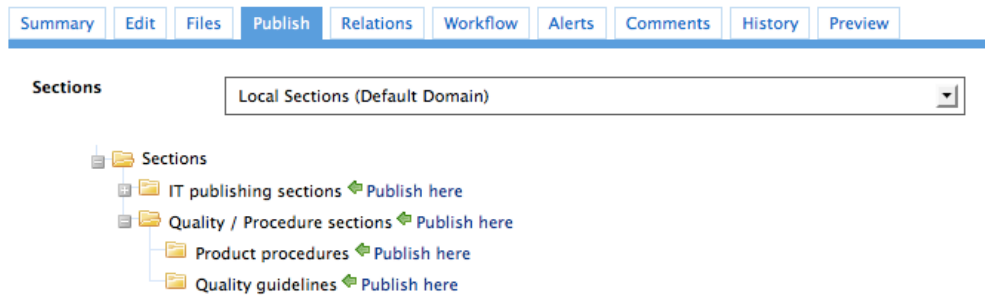 Summary Edit Files Publish Relations Workflow Alerts Comments History Preview
Sections Local Sections (Default Domain)
Sections
IT publishing sections Publish here
Quality / Procedure sections Publish here
Product procedures Publish here
Quality guidelines Publish here